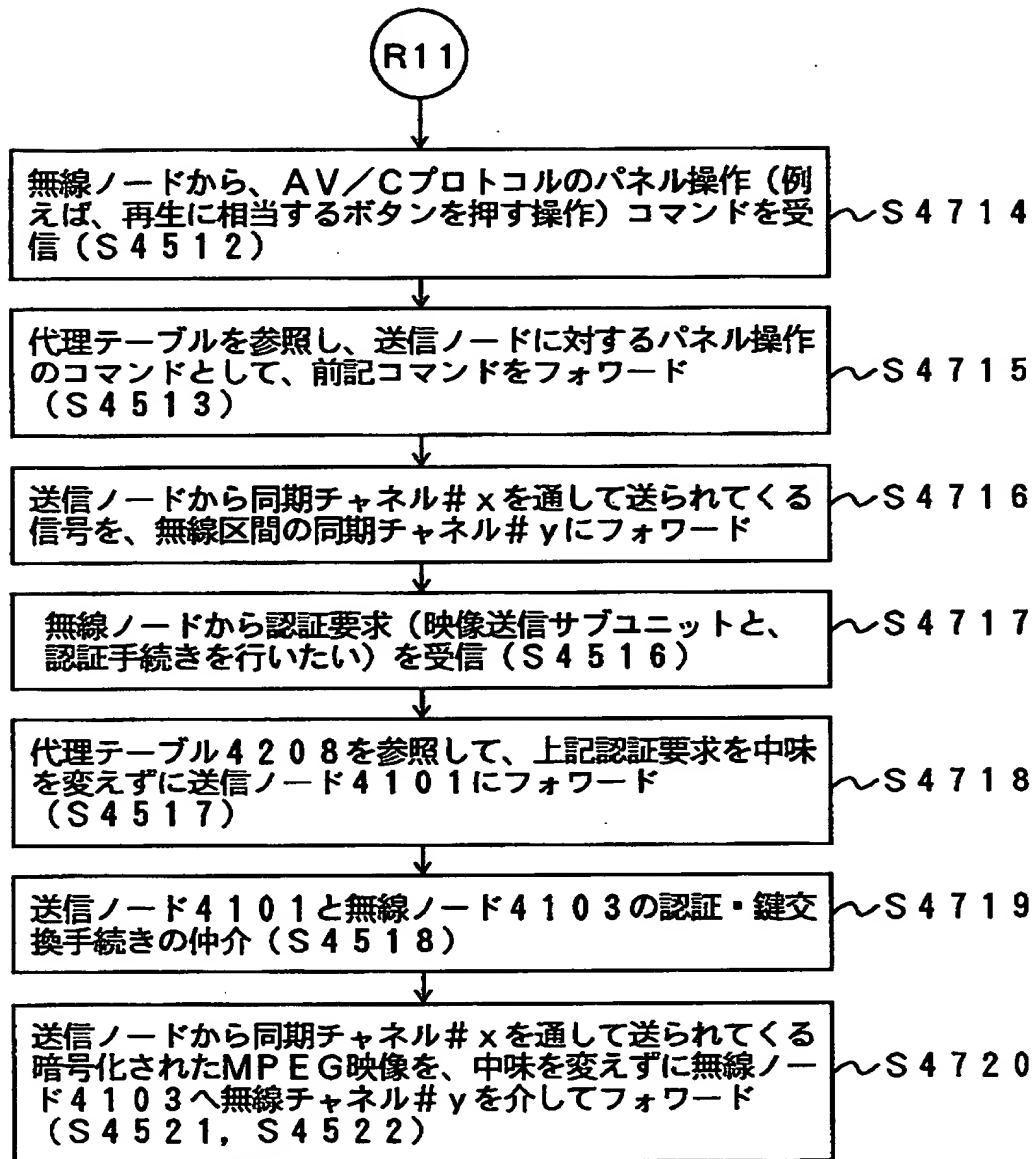 R11
無線ノードから、AV/Cプロトコルのパネル操作(例
えば、再生に相当するボタンを押す操作)コマンドを受
信(S4512)
~S4714
代理テーブルを参照し、送信ノードに対するパネル操作
のコマンドとして、前記コマンドをフォワード
(S4513)
~S4715
送信ノードから同期チャネル#xを通して送られてくる
信号を、無線区間の同期チャネル#yにフォワード
~S4716
無線ノードから認証要求(映像送信サブユニットと、
認証手続きを行いたい)を受信(S4516)
~S4717
代理テーブル4208を参照して、上記認証要求を中味
を変えずに送信ノード4101にフォワード
(S4517)
~S4718
送信ノード4101と無線ノード4103の認証・鍵交
換手続きの仲介(S4518)
~S4719
送信ノードから同期チャネル#xを通して送られてくる
暗号化されたMPEG映像を、中味を変えずに無線ノー
ド4103へ無線チャネル#yを介してフォワード
(S4521, S4522)
~S4720